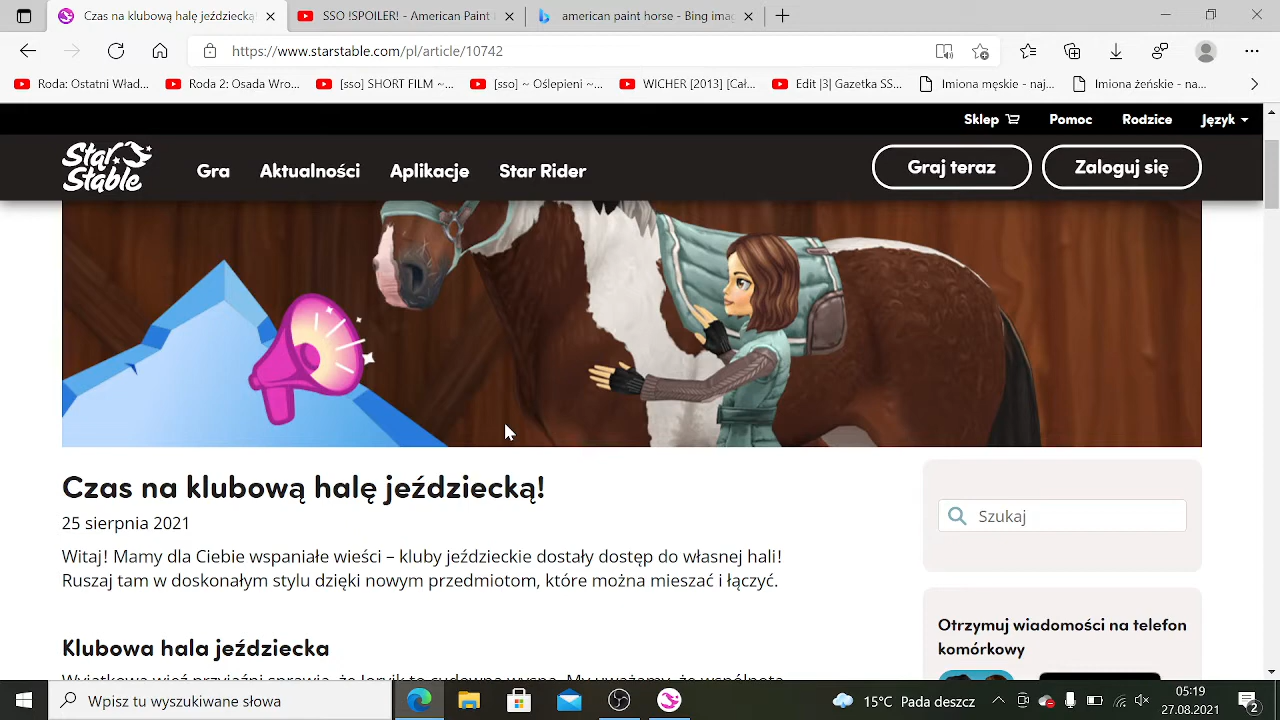 Czas na klubową halę jeździecką!
SSO !SPOILER! - American Paint
american paint horse - Bing imag
https://www.starstable.com/pl/article/10742
Roda: Ostatni Wład...
Roda 2: Osada Wro...
[sso] SHORT FILM ~...
[sso] ~ Oślepieni ~...
WICHER [2013] [Cał...
Edit |3| Gazetka SS...
Imiona męskie - naj...
Imiona żeńskie - na...
Sklep
Pomoc
Rodzice
Język
Star Stable
Gra
Aktualności
Aplikacje
Star Rider
Graj teraz
Zaloguj się
Czas na klubową halę jeździecką!
25 sierpnia 2021
Witaj! Mamy dla Ciebie wspaniałe wieści – kluby jeździeckie dostały dostęp do własnej hali!
Ruszaj tam w doskonałym stylu dzięki nowym przedmiotom, które można mieszać i łączyć.
Szukaj
Otrzymuj wiadomości na telefon
komórkowy
Klubowa hala jeździecka
Wpisz tu wyszukiwane słowa
15°C Pada deszcz
05:19
27.08.2021
2